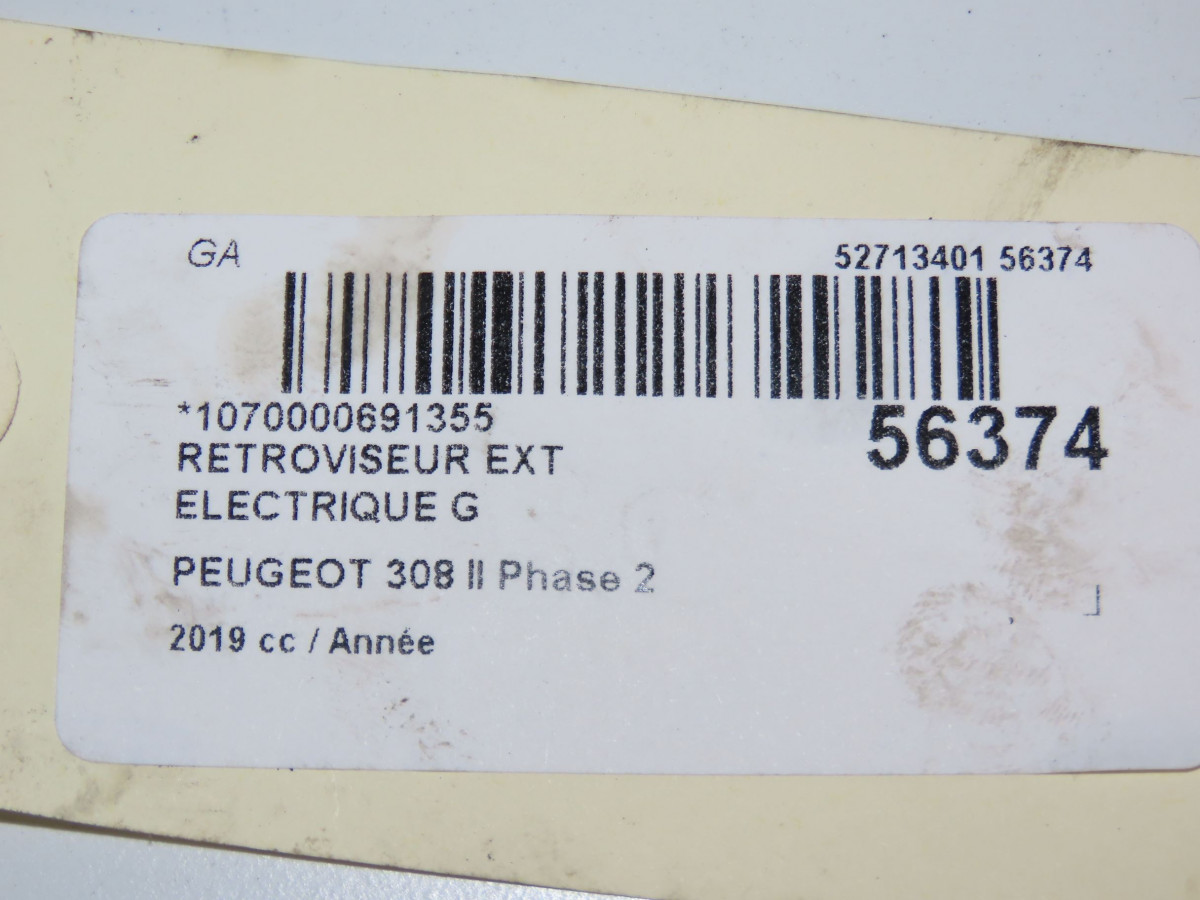 GA
52713401 56374
*1070000691355
56374
RETROVISEUR EXT
ELECTRIQUE G
PEUGEOT 308 II Phase 2
2019 cc / Année